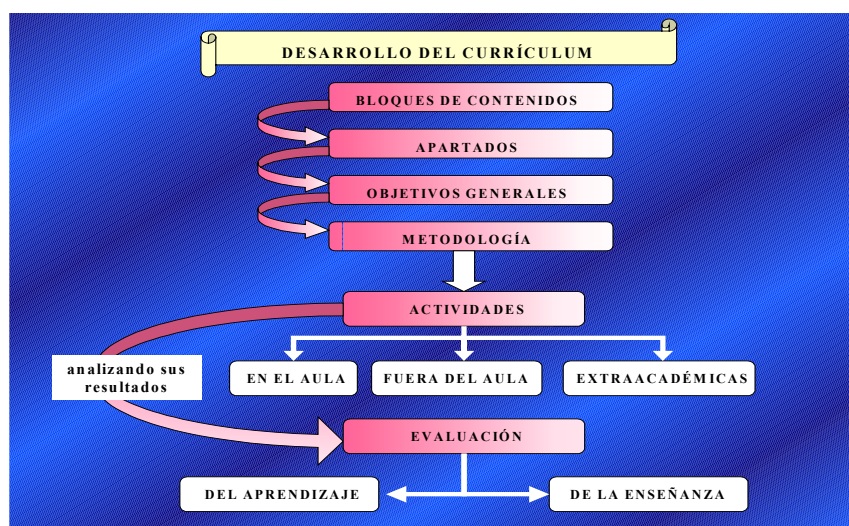 DESARROLLO DEL CURRÍCULUM
BLOQUES DE CONTENIDOS
APARTADOS
OBJETIVOS GENERALES
METODOLOGÍA
ACTIVIDADES
analizando sus
resultados
EN EL AULA
FUERA DEL AULA
EXTRAACADÉMICAS
EVALUACIÓN
DEL APRENDIZAJE
DE LA ENSEÑANZA